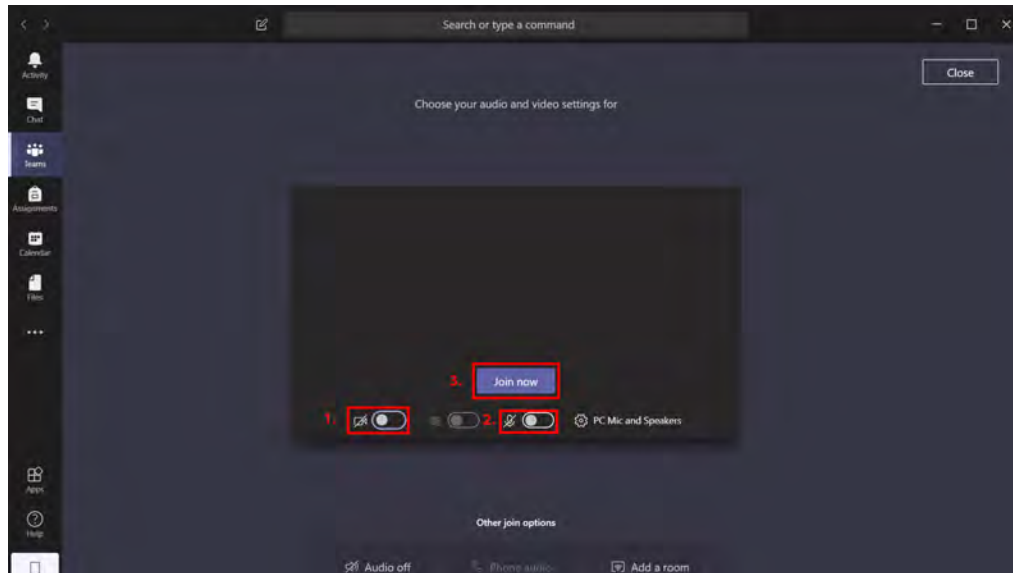 Search or type a command
Activity
Close
Chat
Choose your audio and video settings for
Teams
Assignments
Calendar
Files
3. Join now
1. 2. PC Mic and Speakers
Apps
Help
Other join options
Audio off Phone audio Add a room